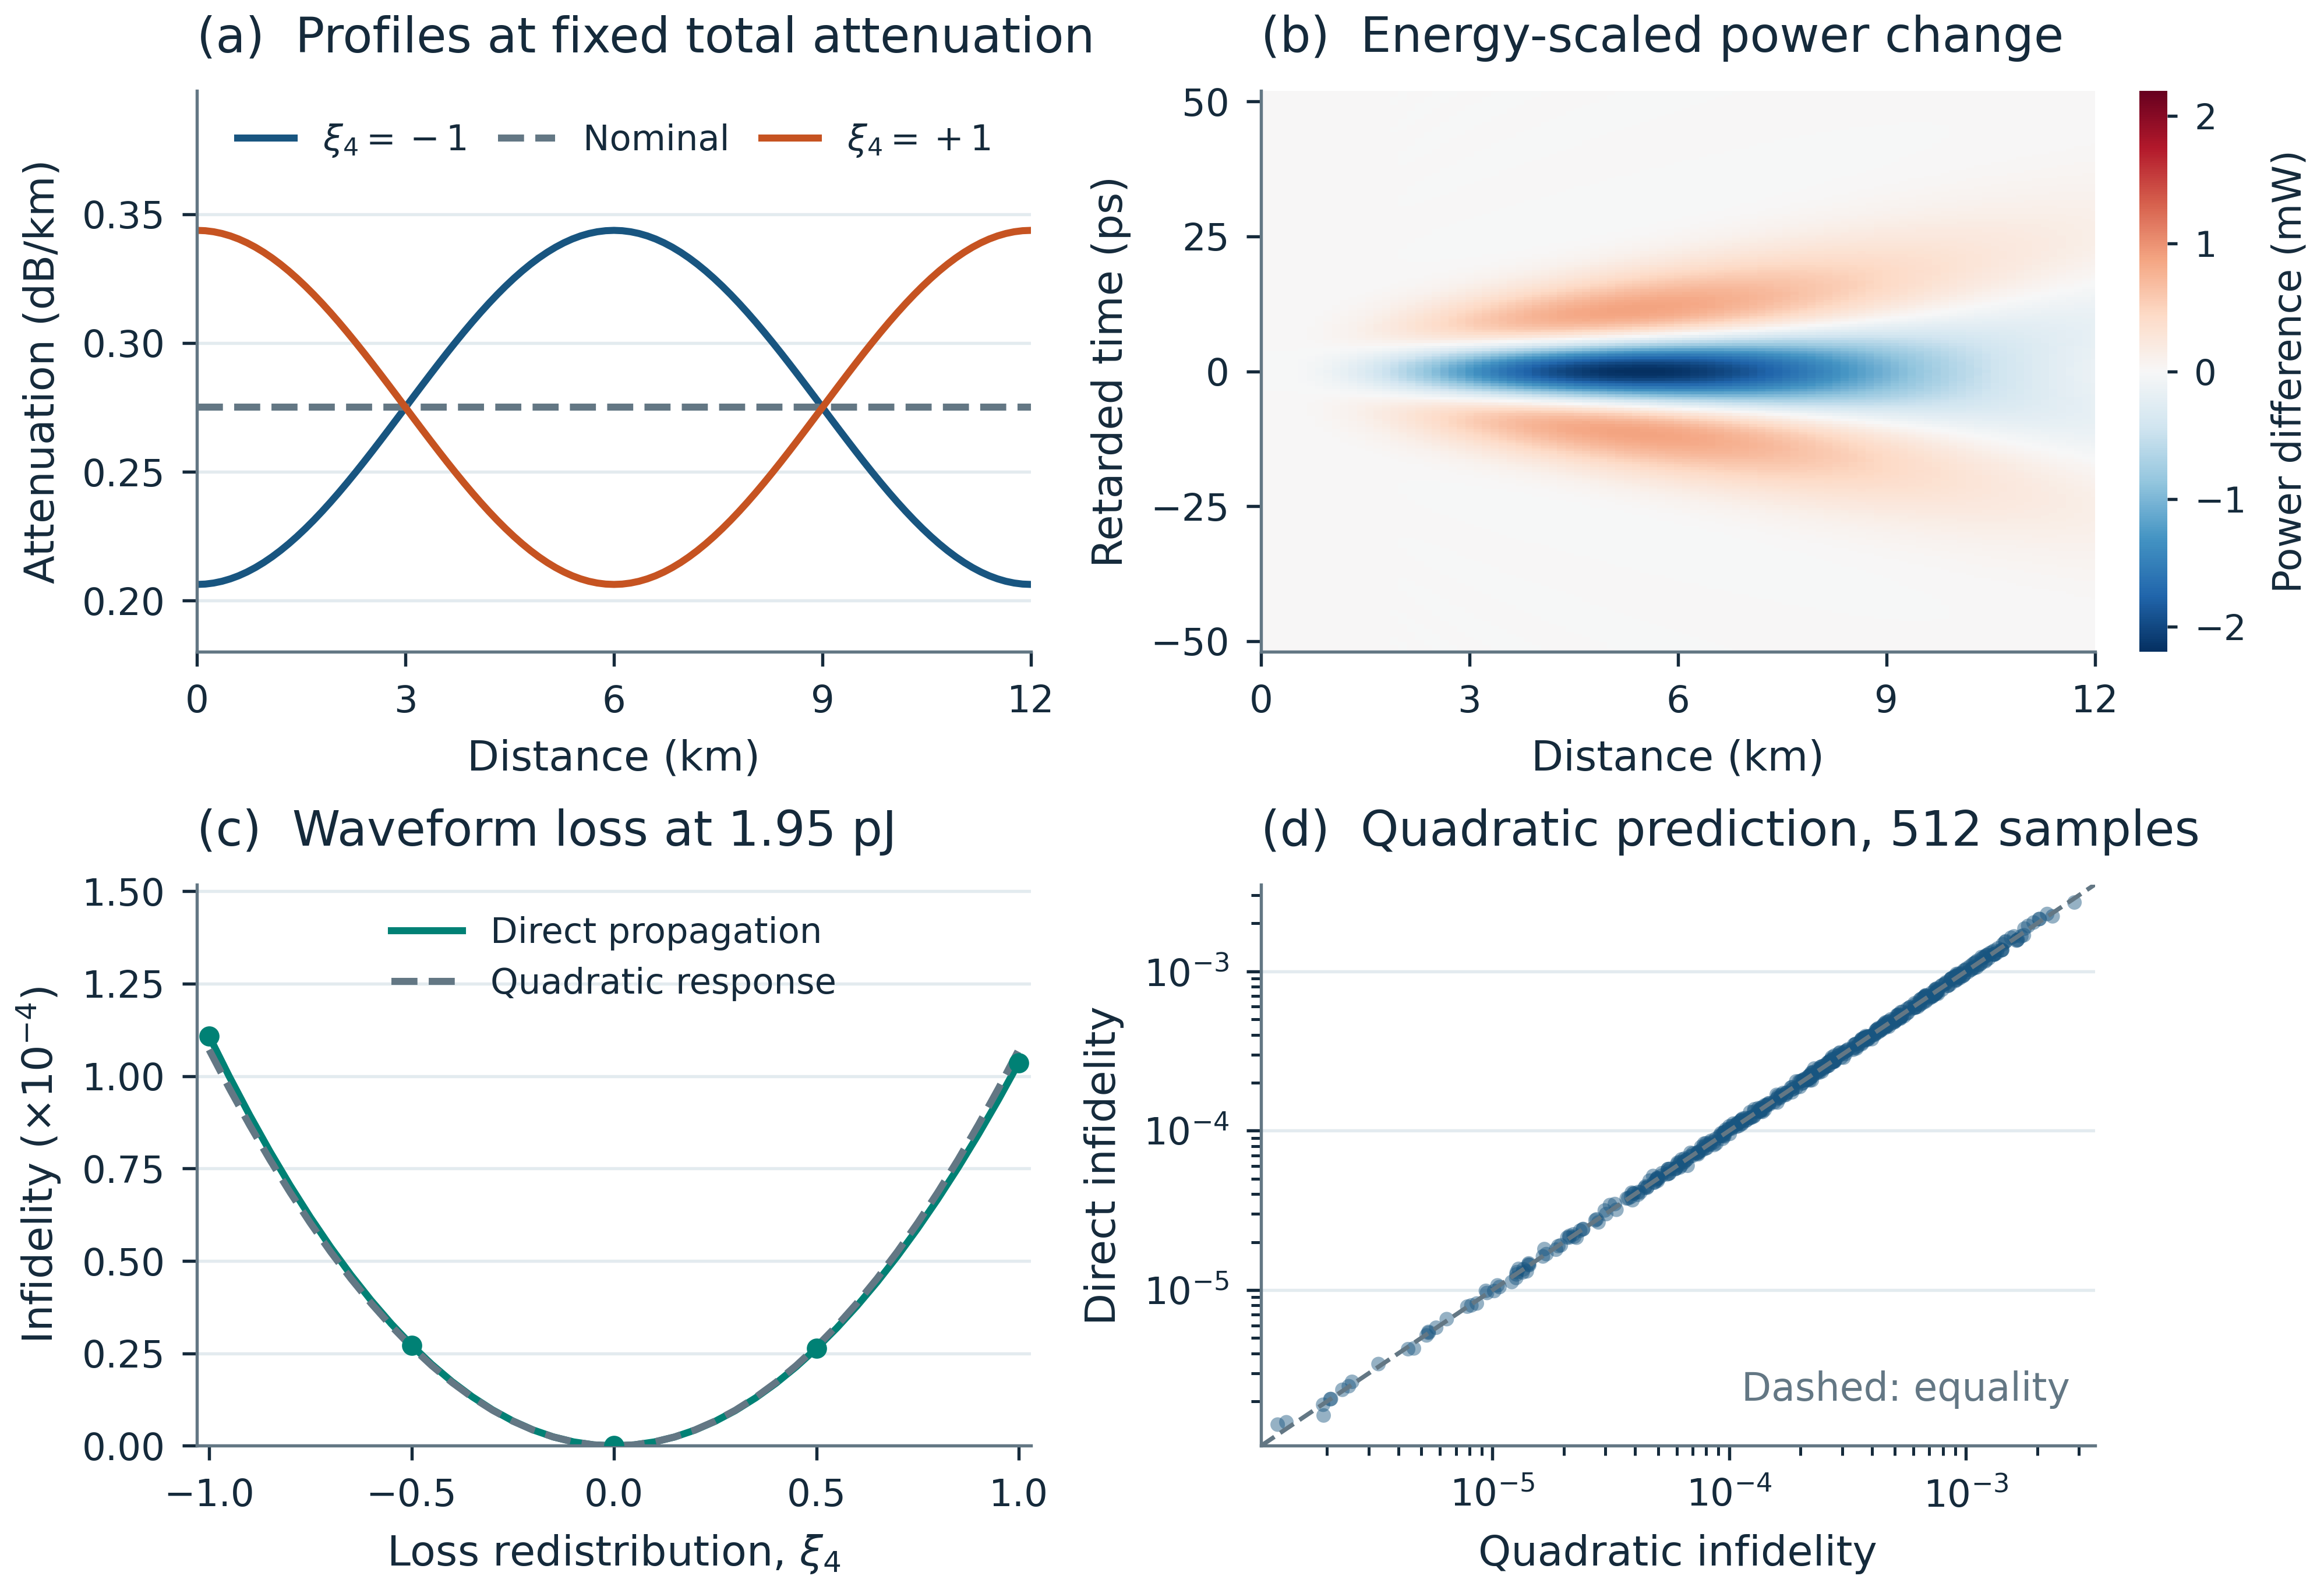 (a) Profiles at fixed total attenuation
ξ4 = −1 Nominal ξ4 = +1
Attenuation (dB/km)
0.35
0.30
0.25
0.20
0 3 6 9 12
Distance (km)
(b) Energy-scaled power change
Retarded time (ps)
50
25
0
−25
−50
0 3 6 9 12
Distance (km)
2
1
0
−1
−2
Power difference (mW)
(c) Waveform loss at 1.95 pJ
Direct propagation
Quadratic response
Infidelity (×10⁻⁴)
1.50
1.25
1.00
0.75
0.50
0.25
0.00
−1.0 −0.5 0.0 0.5 1.0
Loss redistribution, ξ4
(d) Quadratic prediction, 512 samples
Direct infidelity
10⁻³
10⁻⁴
10⁻⁵
Dashed: equality
10⁻⁵ 10⁻⁴ 10⁻³
Quadratic infidelity